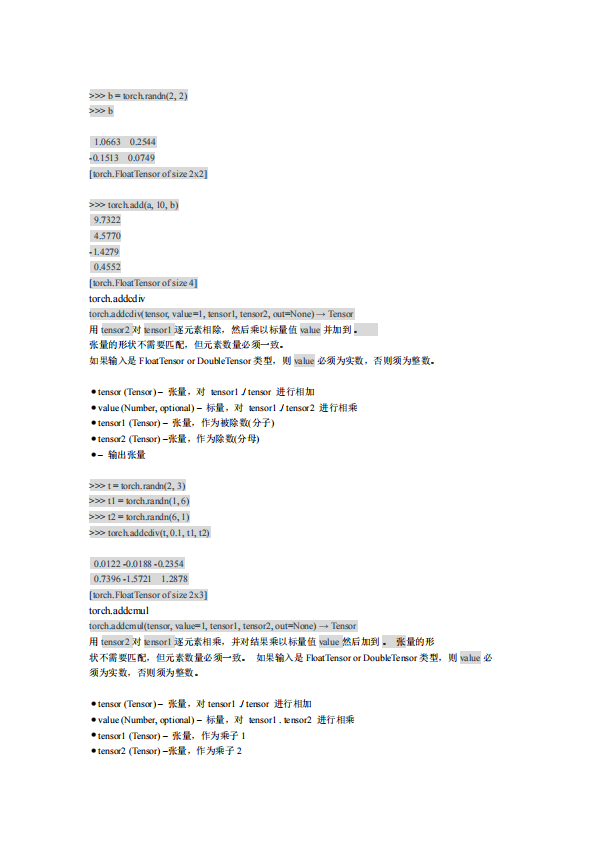 >>> b = torch.randn(2, 2)
>>> b
1.0663 0.2544
-0.1513 0.0749
[torch.FloatTensor of size 2x2]
>>> torch.add(a, 10, b)
9.7322
4.5770
-1.4279
0.4552
[torch.FloatTensor of size 4]
torch.addcdiv
torch.addcdiv(tensor, value=1, tensor1, tensor2, out=None) → Tensor
用 tensor2 对 tensor1 逐元素相除，然后乘以标量值 value 并加到 。
张量的形状不需要匹配，但元素数量必须一致。
如果输入是 FloatTensor or DoubleTensor 类型，则 value 必须为实数，否则须为整数。
●tensor (Tensor) – 张量，对 tensor1 ./ tensor 进行相加
●value (Number, optional) – 标量，对 tensor1 ./ tensor2 进行相乘
●tensor1 (Tensor) – 张量，作为被除数(分子)
●tensor2 (Tensor) –张量，作为除数(分母)
●– 输出张量
>>> t = torch.randn(2, 3)
>>> t1 = torch.randn(1, 6)
>>> t2 = torch.randn(6, 1)
>>> torch.addcdiv(t, 0.1, t1, t2)
0.0122 -0.0188 -0.2354
0.7396 -1.5721 1.2878
[torch.FloatTensor of size 2x3]
torch.addcmul
torch.addcmul(tensor, value=1, tensor1, tensor2, out=None) → Tensor
用 tensor2 对 tensor1 逐元素相乘，并对结果乘以标量值 value 然后加到 。 张量的形
状不需要匹配，但元素数量必须一致。 如果输入是 FloatTensor or DoubleTensor 类型，则 value 必
须为实数，否则须为整数。
●tensor (Tensor) – 张量，对 tensor1 ./ tensor 进行相加
●value (Number, optional) – 标量，对 tensor1 . tensor2 进行相乘
●tensor1 (Tensor) – 张量，作为乘子 1
●tensor2 (Tensor) –张量，作为乘子 2